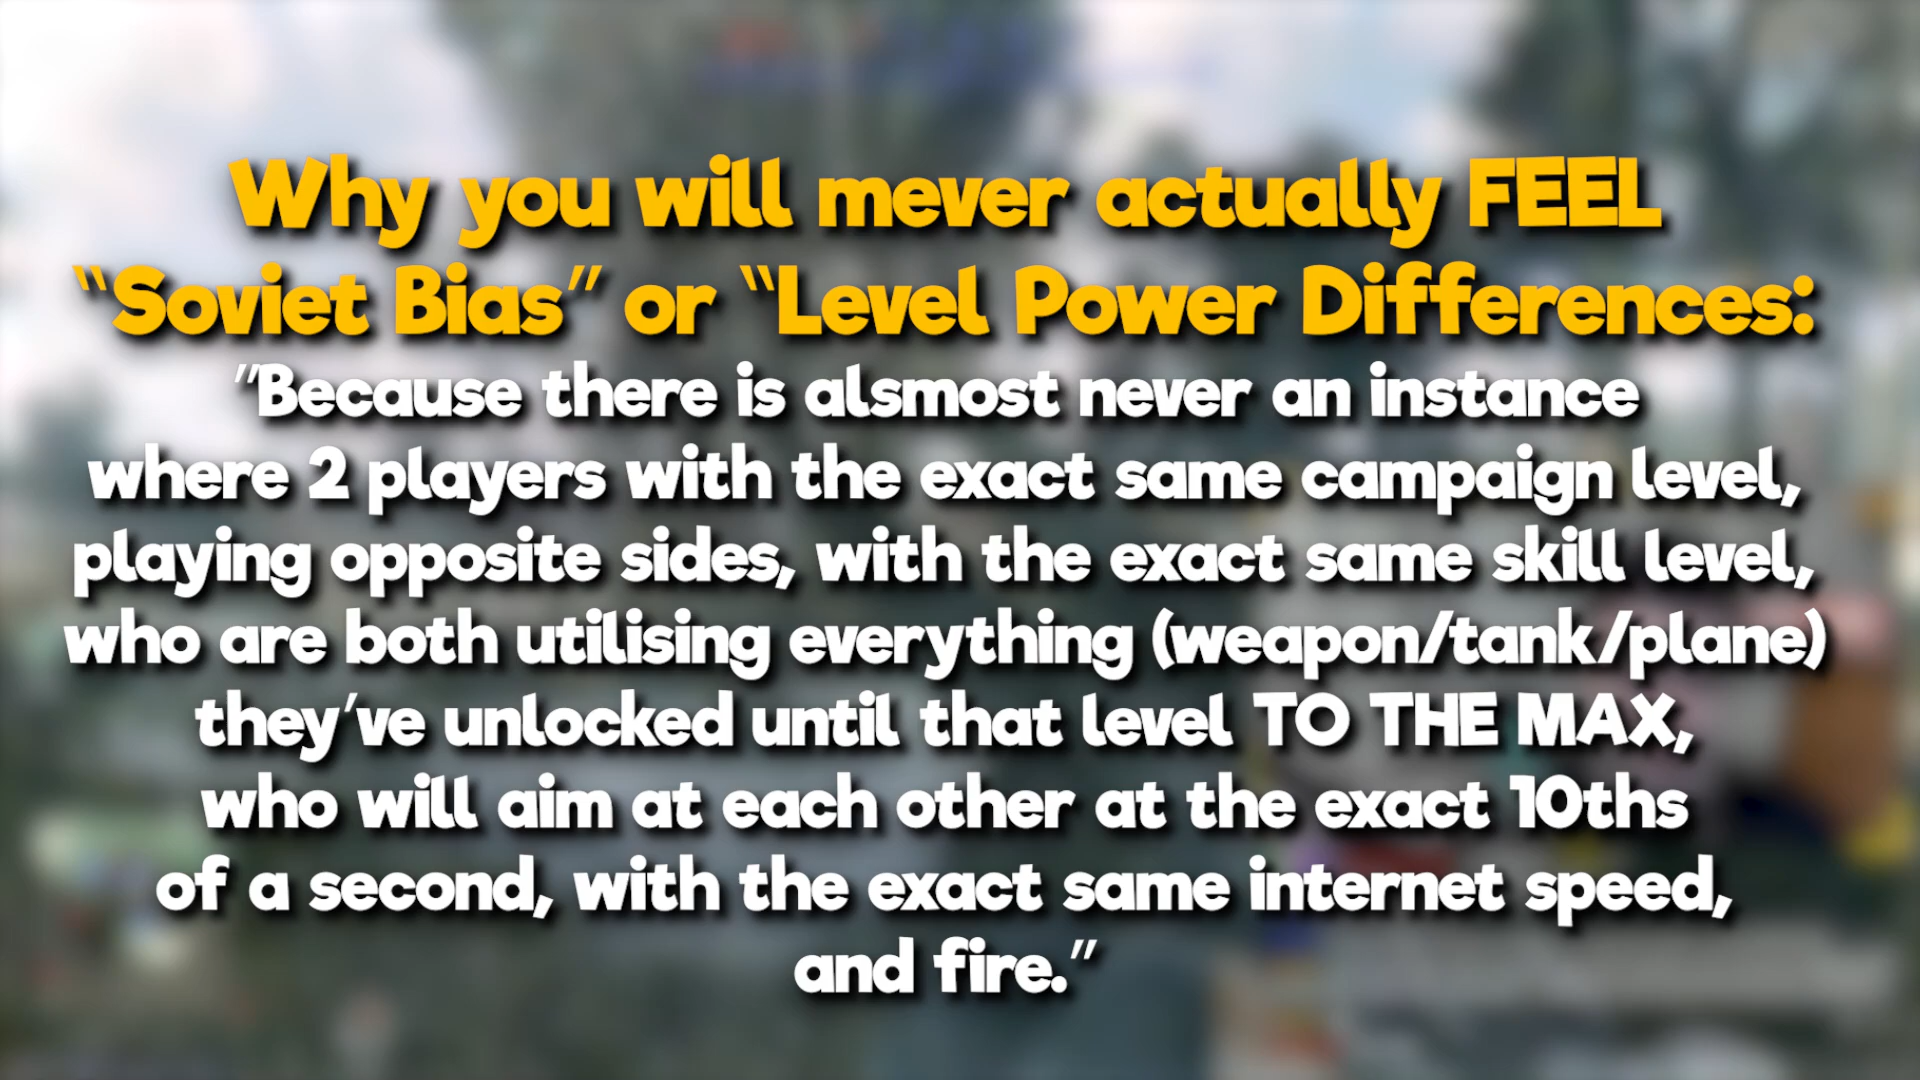 Why you will mever actually FEEL
“Soviet Bias” or “Level Power Differences:
"Because there is alsmost never an instance
where 2 players with the exact same campaign level,
playing opposite sides, with the exact same skill level,
who are both utilising everything (weapon/tank/plane)
they’ve unlocked until that level TO THE MAX,
who will aim at each other at the exact 10ths
of a second, with the exact same internet speed,
and fire.”